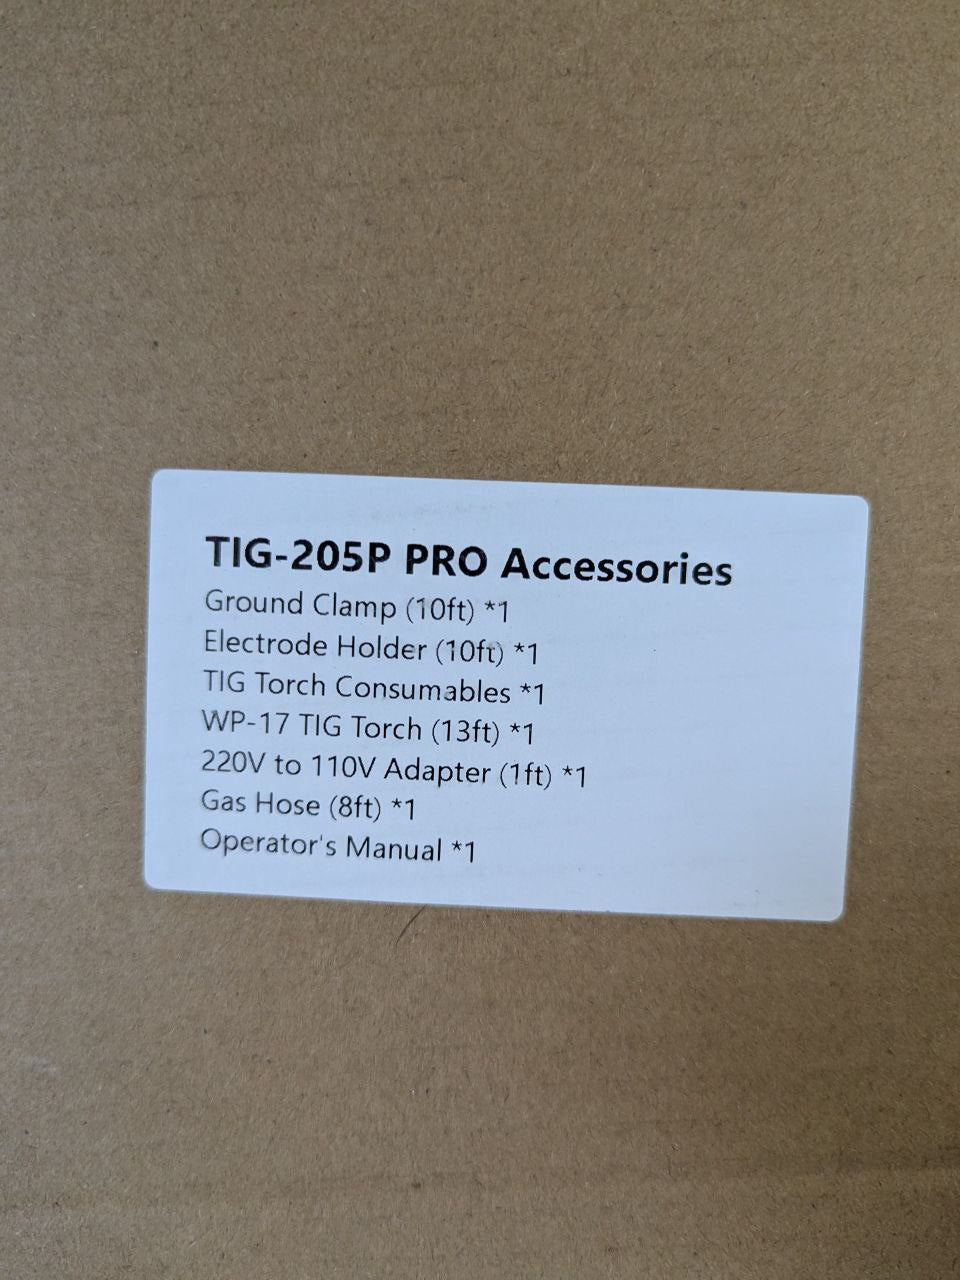 TIG-205P PRO Accessories
Ground Clamp (10ft) *1
Electrode Holder (10ft) *1
TIG Torch Consumables *1
WP-17 TIG Torch (13ft) *1
220V to 110V Adapter (1ft) *1
Gas Hose (8ft) *1
Operator's Manual *1